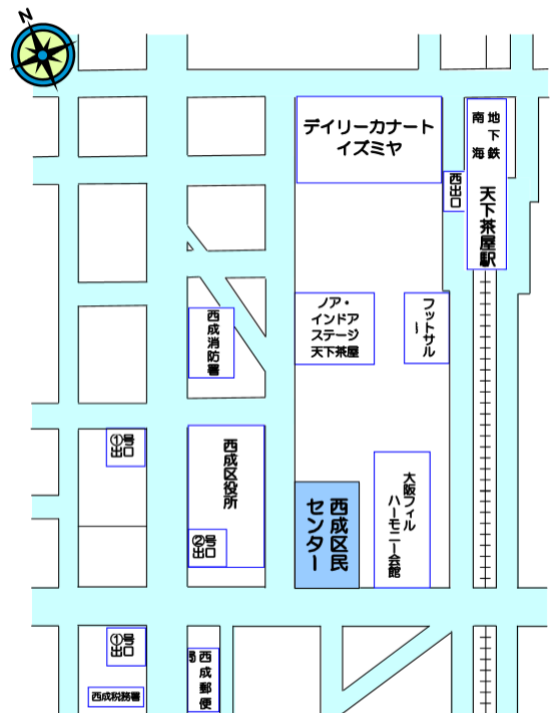 N
デイリーカナート
イズミヤ
地下鉄
南海
天下茶屋駅
西出口
ノア・
インドア
ステージ
天下茶屋
フットサル
ー
西成消防署
①号
出口
西成区役所
②号
出口
西成区民
センター
大阪フィル
ハーモニー会館
①号
出口
西成税務署
西成郵便
局